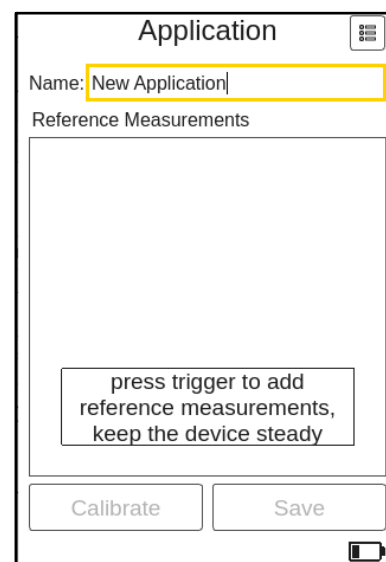 Application
Name: New Application
Reference Measurements
press trigger to add
reference measurements,
keep the device steady
Calibrate Save